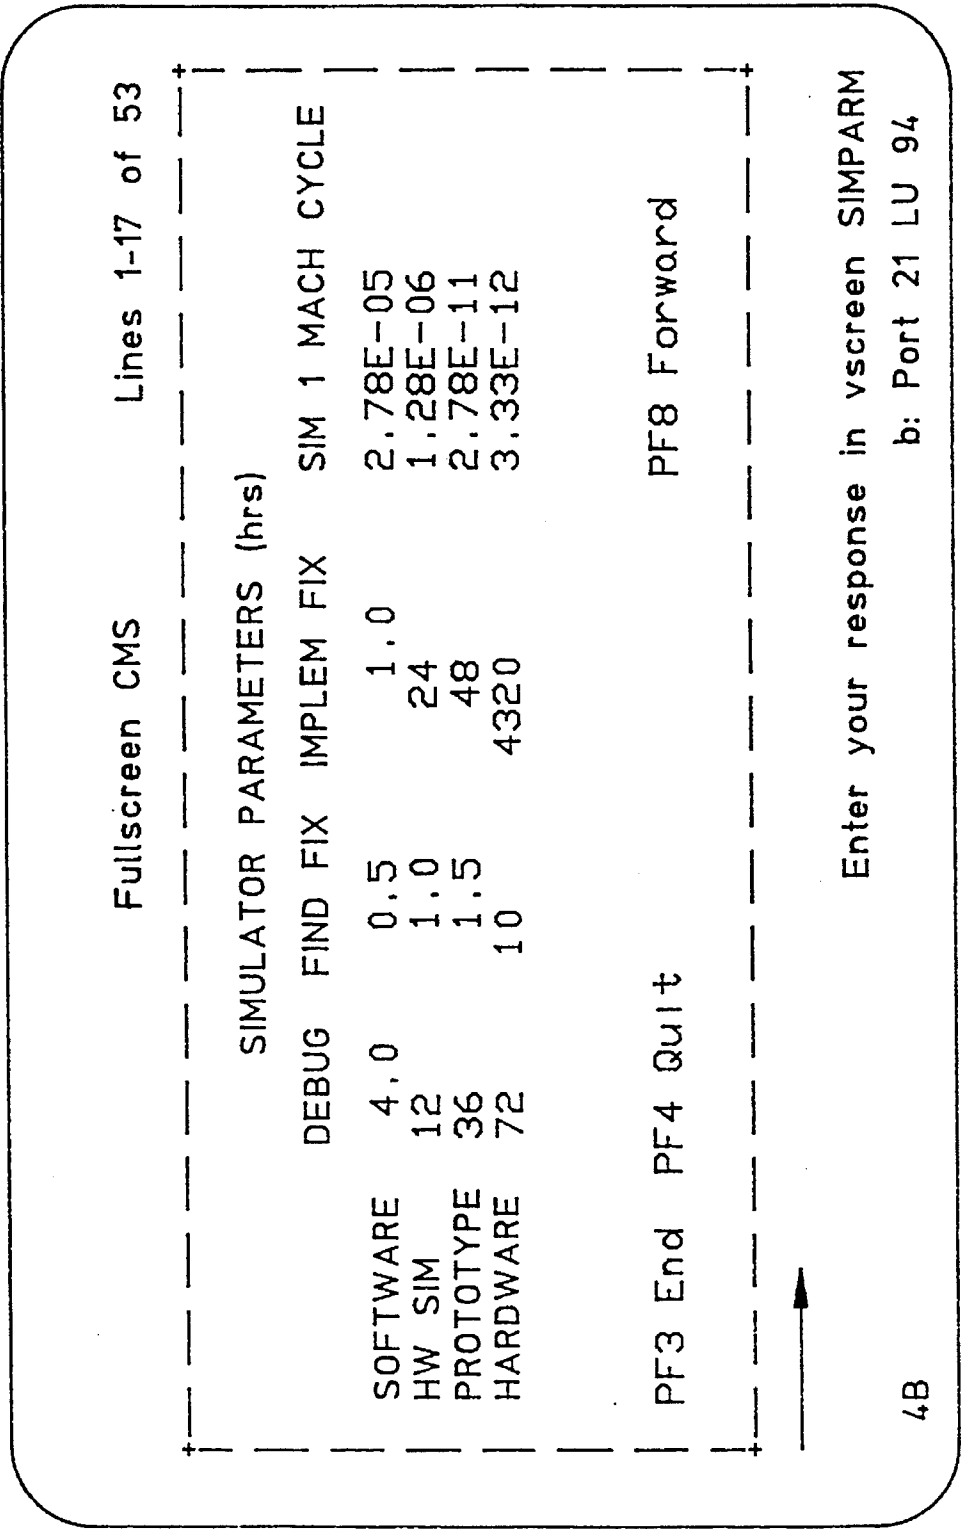 Fullscreen CMS Lines 1-17 of 53
SIMULATOR PARAMETERS (hrs)
DEBUG FIND FIX IMPLEM FIX SIM 1 MACH CYCLE
SOFTWARE 4.0 0.5 1.0 2.78E-05
HW SIM 12 1.0 24 1.28E-06
PROTOTYPE 36 1.5 48 2.78E-11
HARDWARE 72 10 4320 3.33E-12
PF3 End PF4 Quit PF8 Forward
Enter your response in vscreen SIMPARM
4B b: Port 21 LU 94